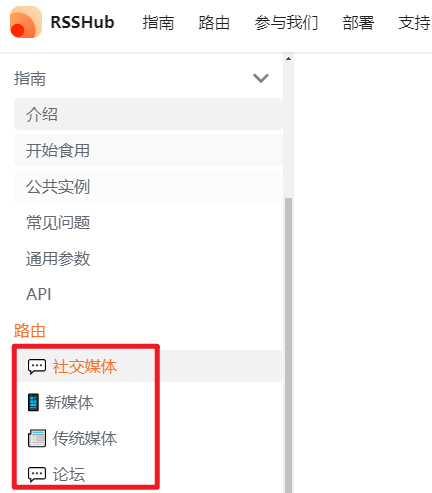 RSSHub 指南 路由 参与我们 部署 支持
指南
介绍
开始食用
公共实例
常见问题
通用参数
API
路由
社交媒体
新媒体
传统媒体
论坛